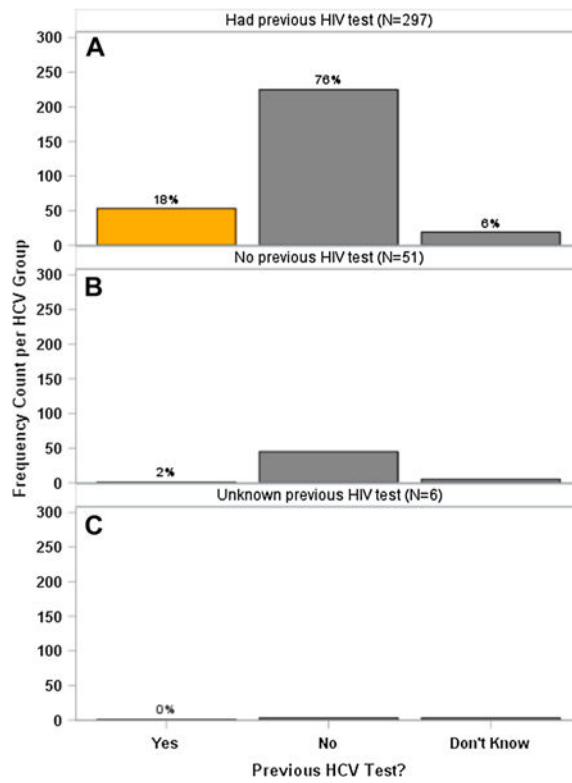 Had previous HIV test (N=297)
A
300
250
200
150
100
50
0
18%
76%
6%
No previous HIV test (N=51)
B
300
250
200
150
100
50
0
2%
Unknown previous HIV test (N=6)
C
300
250
200
150
100
50
0
0%
Yes
No
Don't Know
Previous HCV Test?
Frequency Count per HCV Group